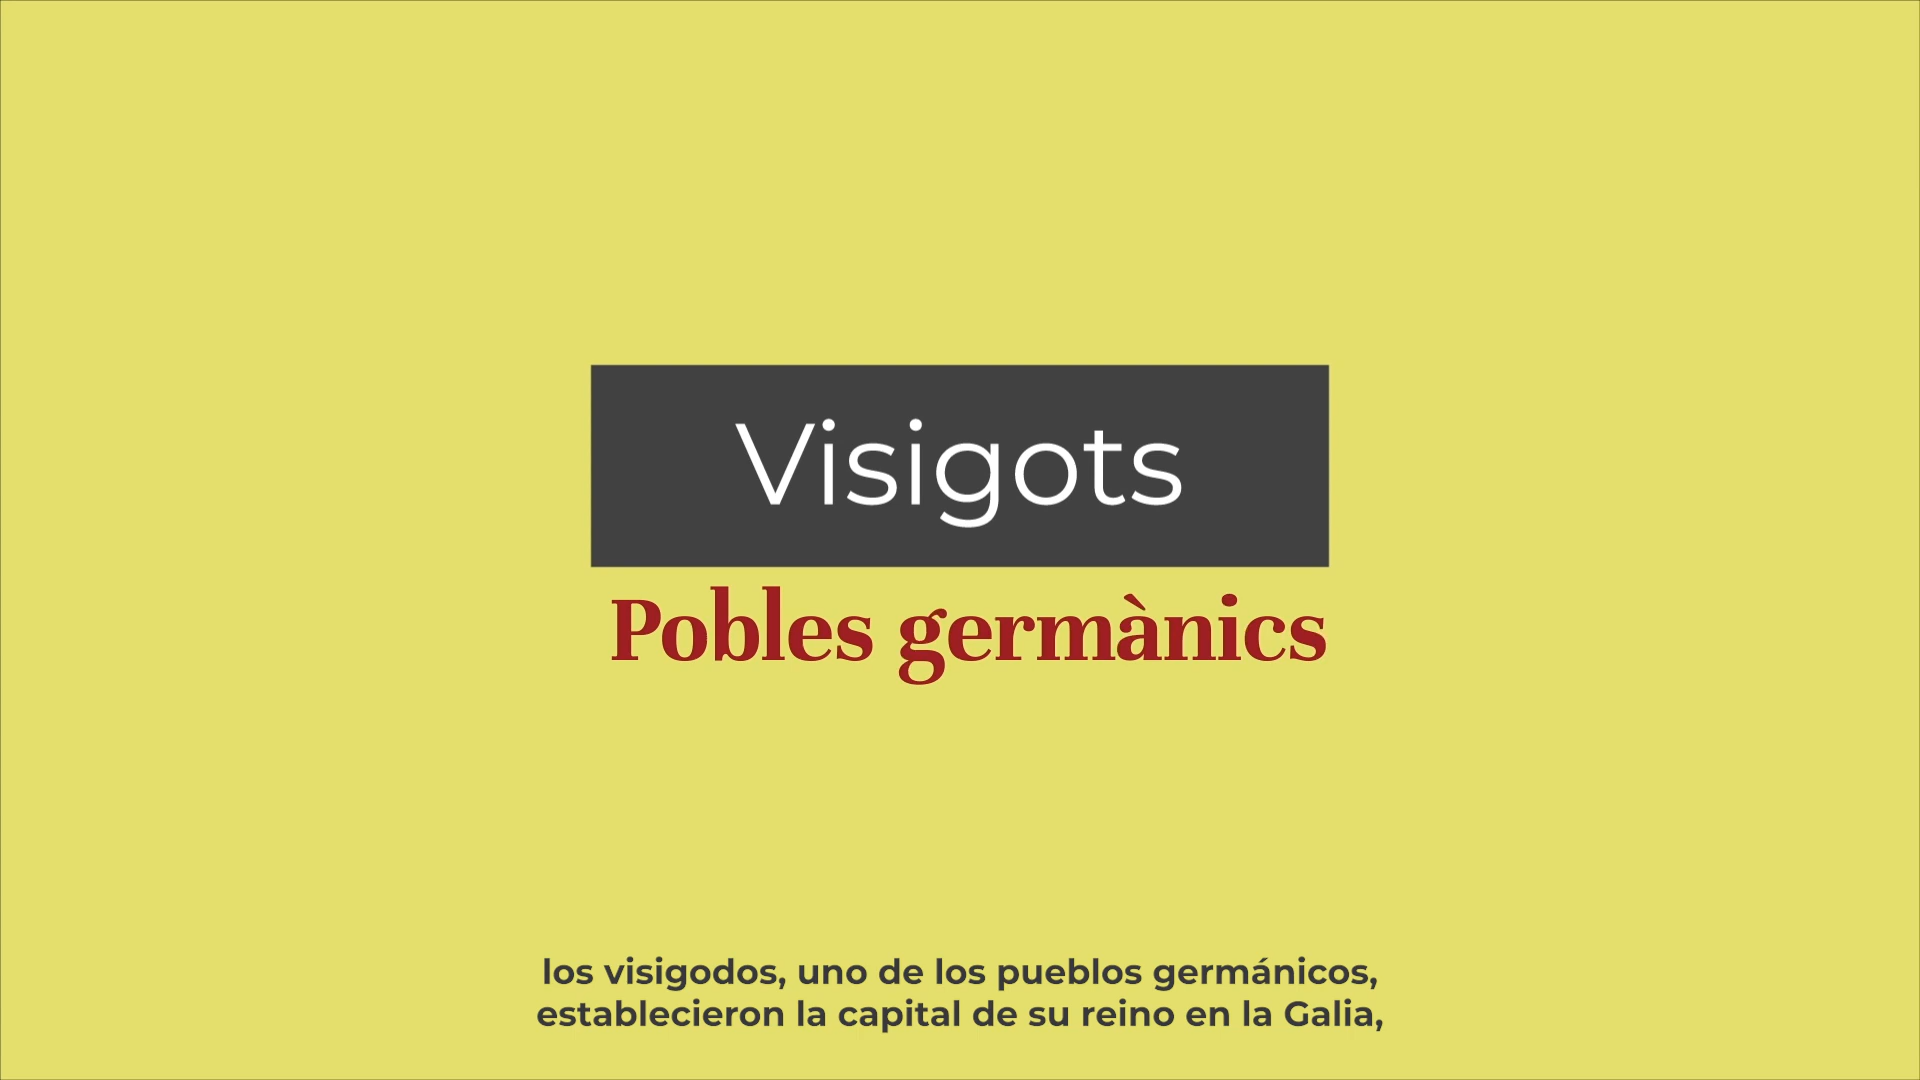 Visigots
Pobles germànics
los visigodos, uno de los pueblos germánicos,
establecieron la capital de su reino en la Galia,